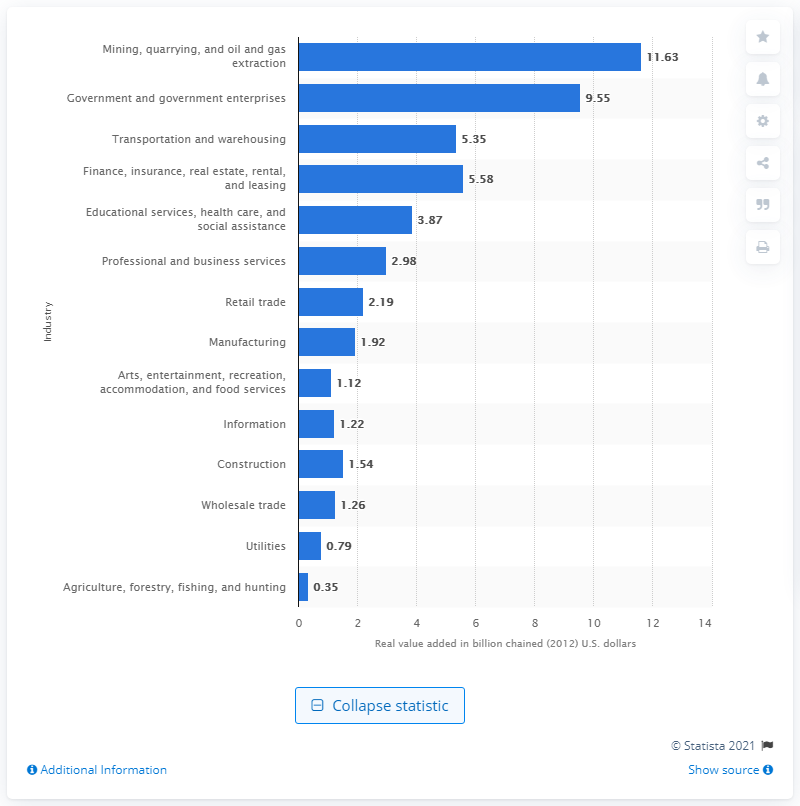 Mining, quarrying, and oil and gas
extraction
11.63
Government and government enterprises
9.55
Transportation and warehousing
5.35
Finance, insurance, real estate, rental,
and leasing
5.58
Educational services, health care, and
social assistance
3.87
Professional and business services
2.98
Retail trade
2.19
Industry
Manufacturing
1.92
Arts, entertainment, recreation,
accommodation, and food services
1.12
Information
1.22
Construction
1.54
Wholesale trade
1.26
Utilities
0.79
Agriculture, forestry, fishing, and hunting
0.35
0 2 4 6 8 10 12 14
Real value added in billion chained (2012) U.S. dollars
Collapse statistic
© Statista 2021
Additional Information
Show source